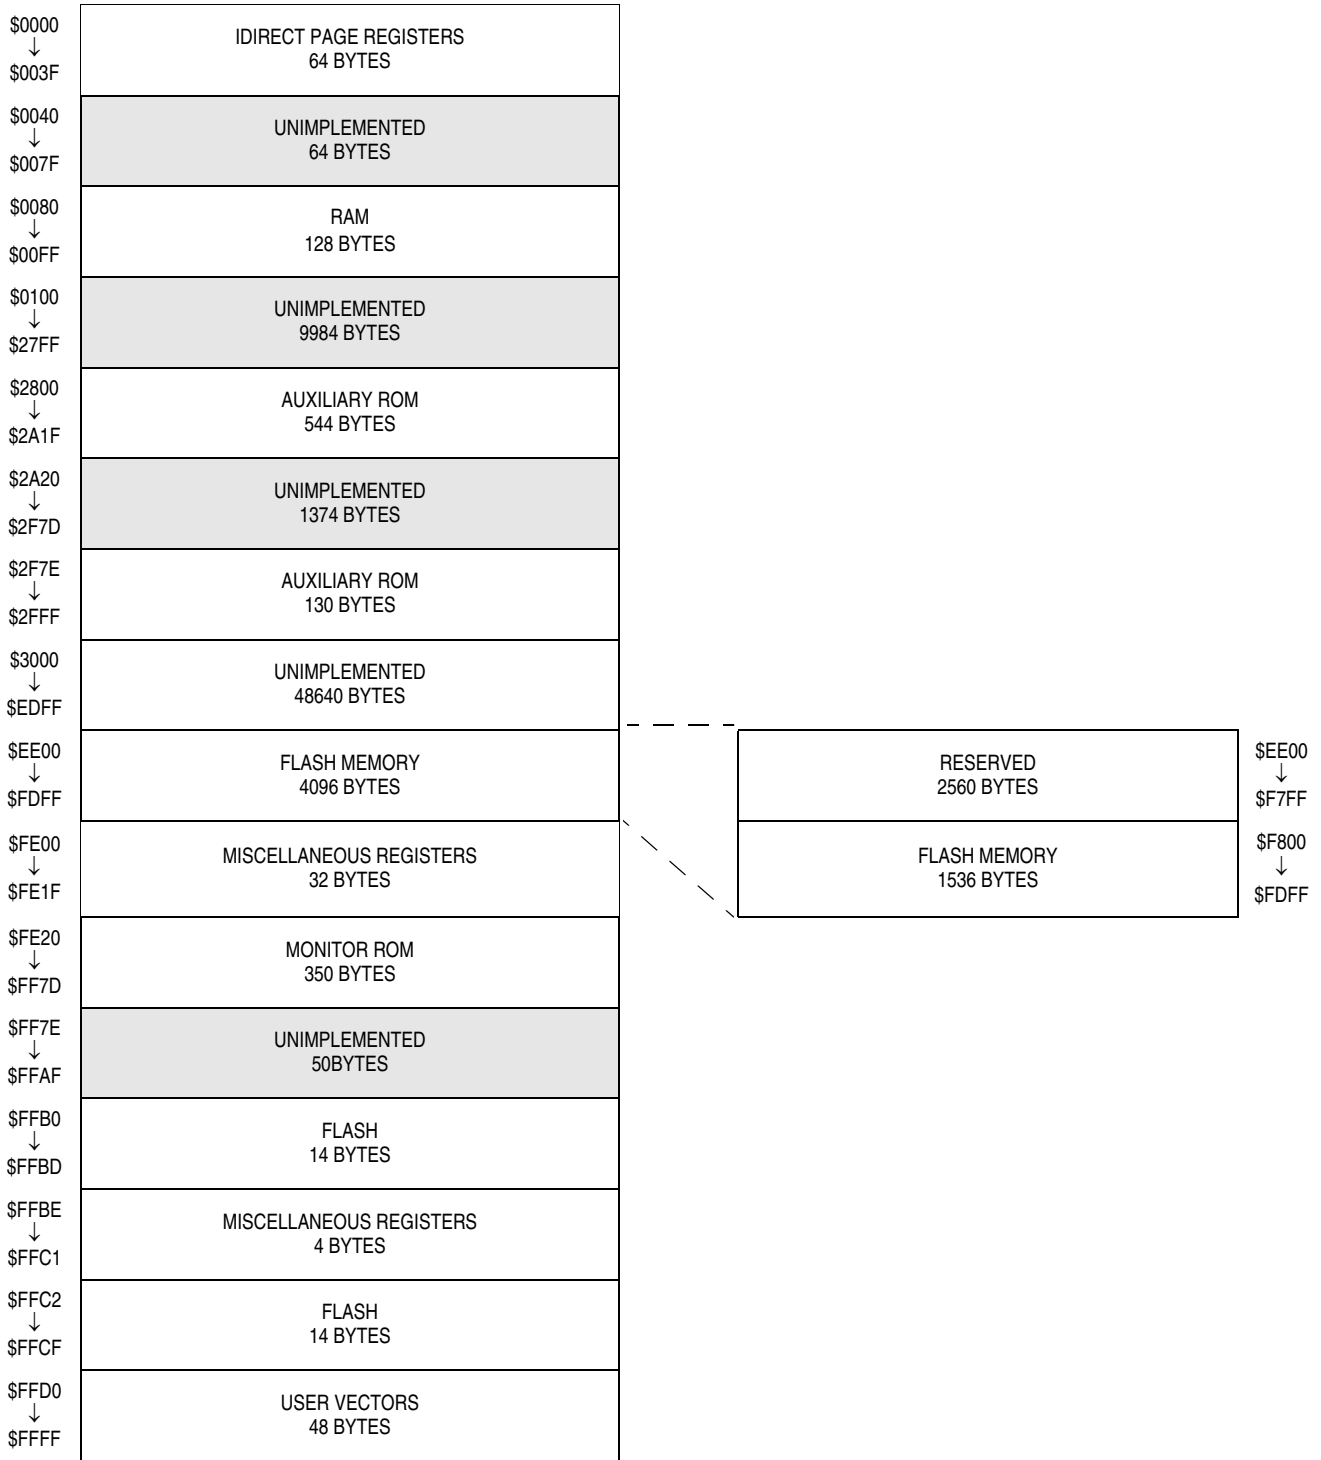 $0000
↓
$003F
IDIRECT PAGE REGISTERS
64 BYTES
$0040
↓
$007F
UNIMPLEMENTED
64 BYTES
$0080
↓
$00FF
RAM
128 BYTES
$0100
↓
$27FF
UNIMPLEMENTED
9984 BYTES
$2800
↓
$2A1F
AUXILIARY ROM
544 BYTES
$2A20
↓
$2F7D
UNIMPLEMENTED
1374 BYTES
$2F7E
↓
$2FFF
AUXILIARY ROM
130 BYTES
$3000
↓
$EDFF
UNIMPLEMENTED
48640 BYTES
$EE00
↓
$FDFF
FLASH MEMORY
4096 BYTES
RESERVED
2560 BYTES
$EE00
↓
$F7FF
$FE00
↓
$FE1F
MISCELLANEOUS REGISTERS
32 BYTES
FLASH MEMORY
1536 BYTES
$F800
↓
$FDFF
$FE20
↓
$FF7D
MONITOR ROM
350 BYTES
$FF7E
↓
$FFAF
UNIMPLEMENTED
50BYTES
$FFB0
↓
$FFBD
FLASH
14 BYTES
$FFBE
↓
$FFC1
MISCELLANEOUS REGISTERS
4 BYTES
$FFC2
↓
$FFCF
FLASH
14 BYTES
$FFD0
↓
$FFFF
USER VECTORS
48 BYTES